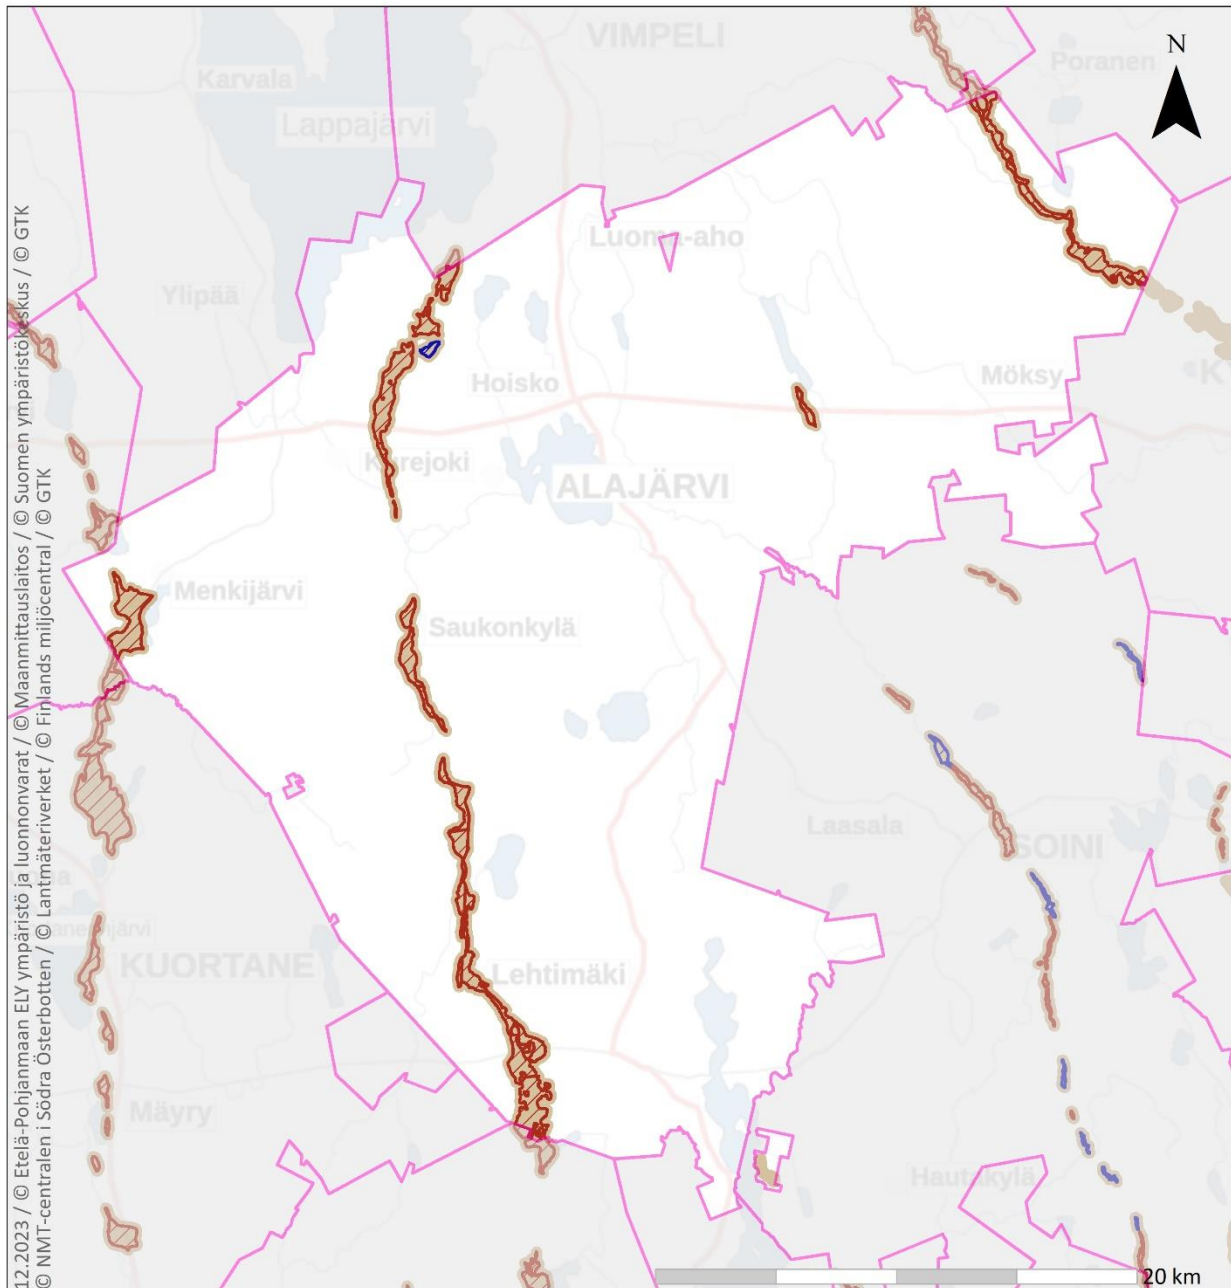 VIMPELI
N
Karvala
Poranen
Lappajärvi
Luoma-aho
Ylipää
Hoisko
Möksy
K
Kurejoki
ALAJÄRVI
Menkijärvi
Saukonkylä
Laasala
SOINI
KUORTANE
Lehtimäki
Mäyry
Hautakylä
20 km
12.2023 / © Etelä-Pohjanmaan ELY ympäristö ja luonnonvarat / © Maanmittauslaitos / © Suomen ympäristökeskus / © GTK
© NMT-centralen i Södra Österbotten / © Lantmäteriverket / © Finlands miljöcentral / © GTK